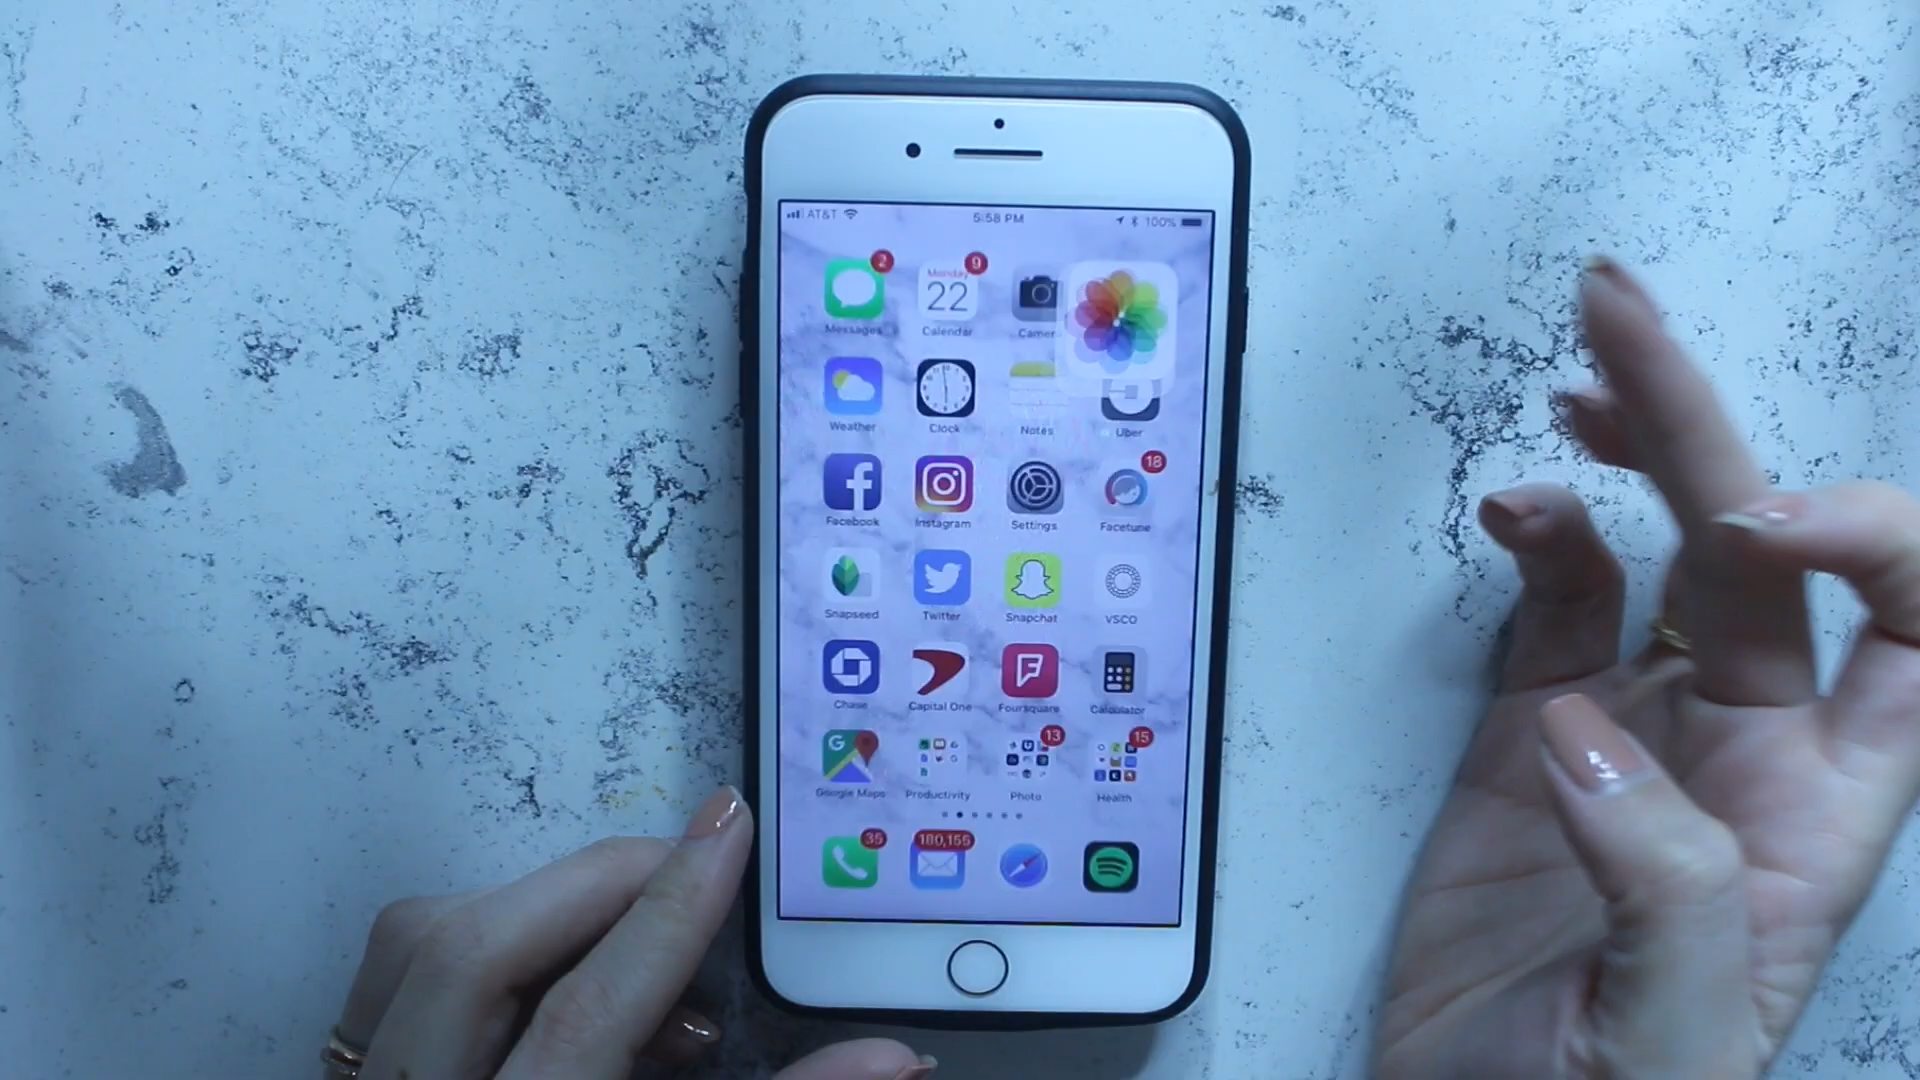 AT&T 5:58 PM 100%
2 9
Monday
22
Messages Calendar Camer
Weather Clock Notes Uber
18
Facebook Instagram Settings Facetune
Snapseed Twitter Snapchat VSCO
Chase Capital One Foursquare Calculator
13 15
G
Google Maps Productivity Photo Health
35 180,155